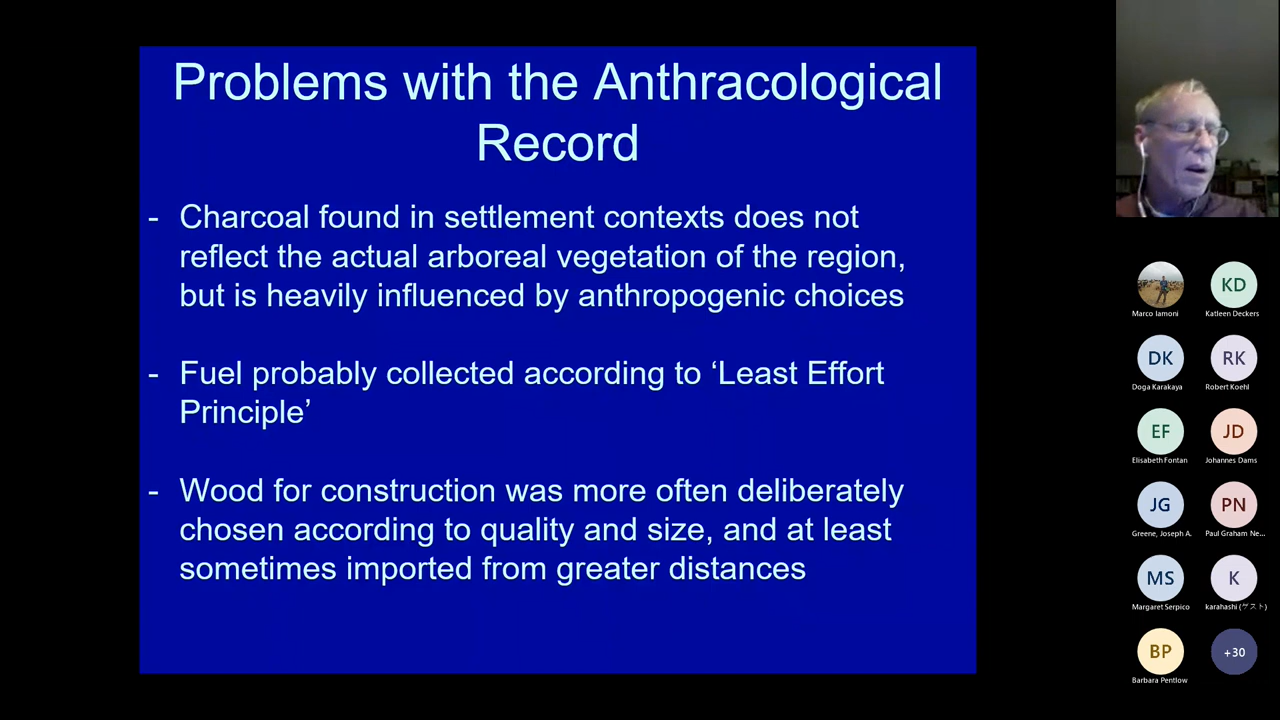 Problems with the Anthracological
Record
- Charcoal found in settlement contexts does not
reflect the actual arboreal vegetation of the region,
but is heavily influenced by anthropogenic choices
- Fuel probably collected according to ‘Least Effort
Principle’
- Wood for construction was more often deliberately
chosen according to quality and size, and at least
sometimes imported from greater distances
KD
Marco Iamoni
Katleen Deckers
DK
RK
Doga Karakaya
Robert Koehl
EF
JD
Elisabeth Fontan
Johannes Dams
JG
PN
Greene, Joseph A.
Paul Graham Ne...
MS
K
Margaret Serpico
karahashi (ゲスト)
BP
+30
Barbara Pentlow